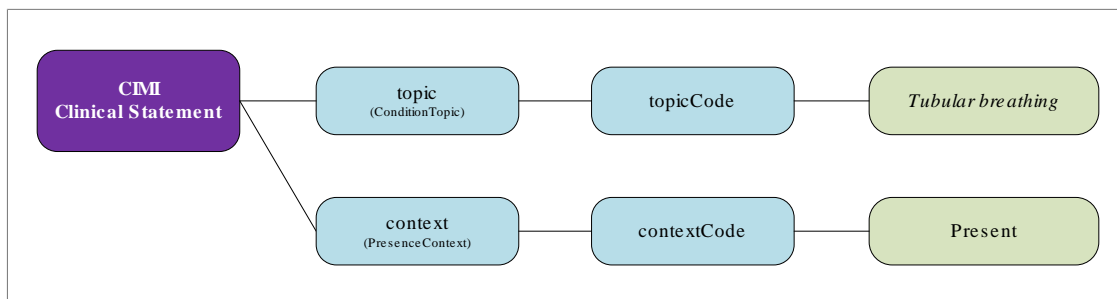 CIMI
Clinical Statement
topic
(ConditionTopic)
topicCode
Tubular breathing
context
(PresenceContext)
contextCode
Present